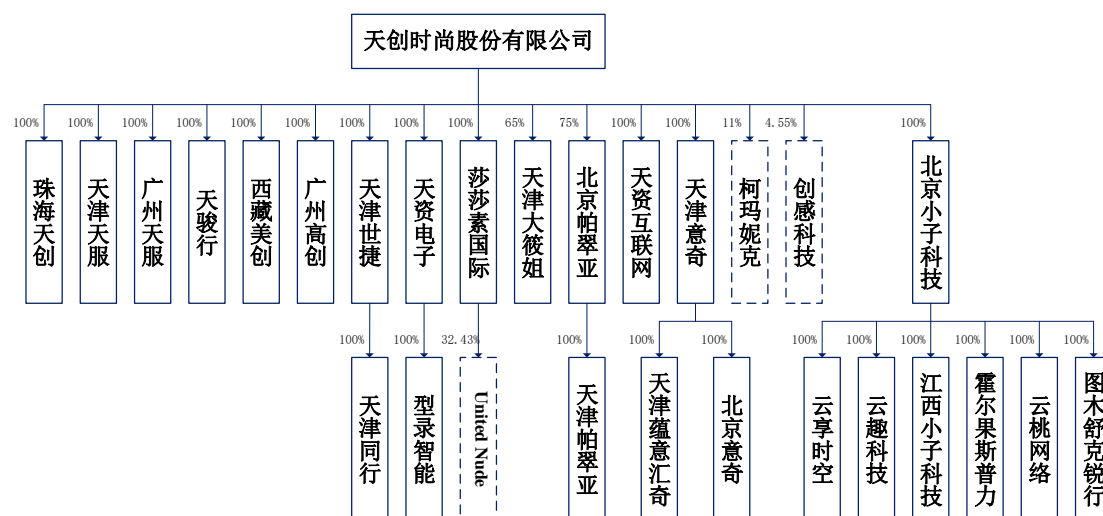 天创时尚股份有限公司
100%
100%
100%
100%
100%
100%
100%
100%
100%
65%
75%
100%
100%
11%
4.55%
100%
珠海天创
天津天服
广州天服
天骏行
西藏美创
广州高创
天津世捷
天资电子
莎莎素国际
天津大筱姐
北京帕翠亚
天资互联网
天津意奇
柯玛妮克
创感科技
北京小子科技
100%
100%
32.43%
100%
100%
100%
100%
100%
100%
100%
100%
100%
天津同行
型录智能
United Nude
天津帕翠亚
天津蕴意汇奇
北京意奇
云享时空
云趣科技
江西小子科技
霍尔果斯普力
云桃网络
图木舒克锐行